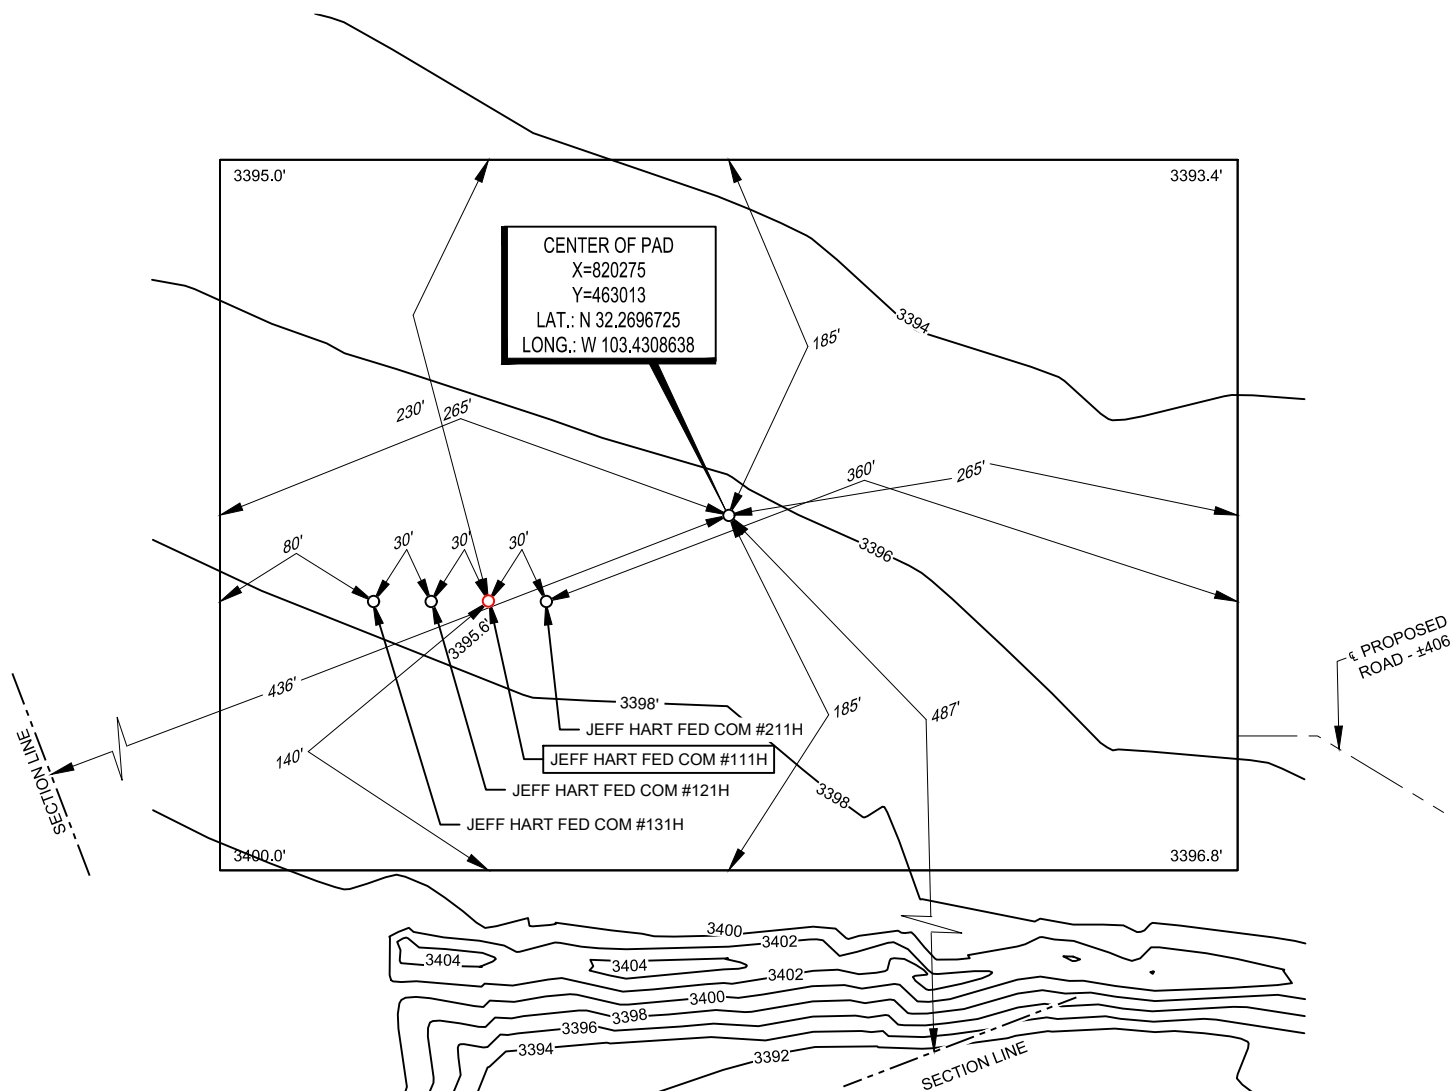 3395.0'
3393.4'
CENTER OF PAD
X=820275
Y=463013
LAT.: N 32.2696725
LONG.: W 103.4308638
3394
185'
230'
265'
360'
265'
80'
30'
30'
30'
3396
3395.6'
436'
3398'
185'
487'
℄ PROPOSED
ROAD - ±406
SECTION LINE
140'
JEFF HART FED COM #211H
JEFF HART FED COM #111H
JEFF HART FED COM #121H
3398
JEFF HART FED COM #131H
3400.0'
3396.8'
3400
3402
3404
3404
3402
3400
3398
3396
3394
3392
SECTION LINE